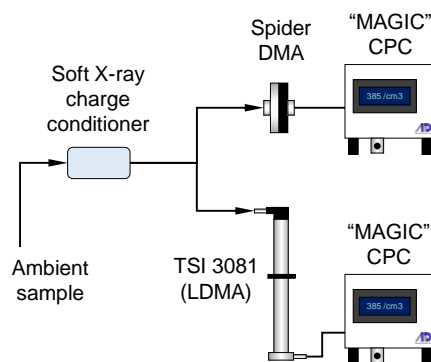 Spider
DMA
“MAGIC”
CPC
Soft X-ray
charge
conditioner
385 /cm3
Ambient
sample
TSI 3081
(LDMA)
“MAGIC”
CPC
385 /cm3